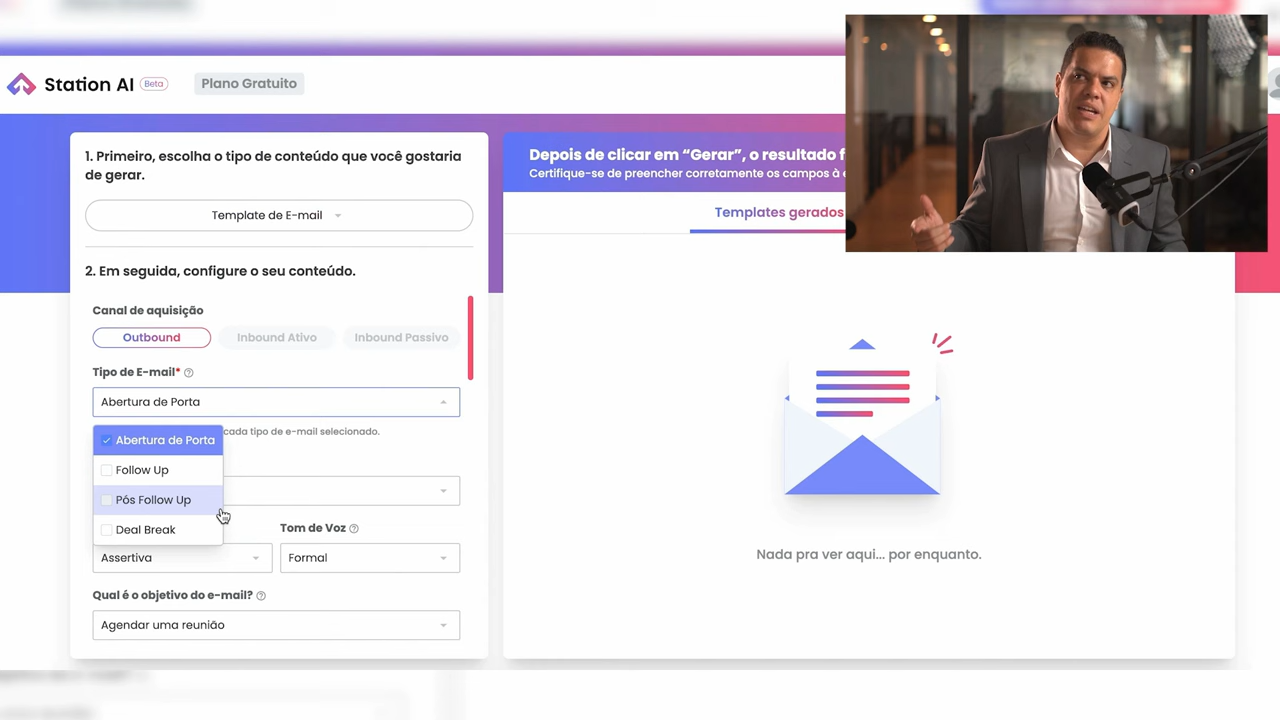 Station AI Beta Plano Gratuito
1. Primeiro, escolha o tipo de conteúdo que você gostaria
de gerar.
Template de E-mail
2. Em seguida, configure o seu conteúdo.
Canal de aquisição
Outbound Inbound Ativo Inbound Passivo
Tipo de E-mail* ?
Abertura de Porta
cada tipo de e-mail selecionado.
Abertura de Porta
Follow Up
Pós Follow Up
Deal Break
Tom de Voz ?
Assertiva Formal
Qual é o objetivo do e-mail? ?
Agendar uma reunião
Depois de clicar em “Gerar”, o resultado
Certifique-se de preencher corretamente os campos à
Templates gerados
Nada pra ver aqui... por enquanto.